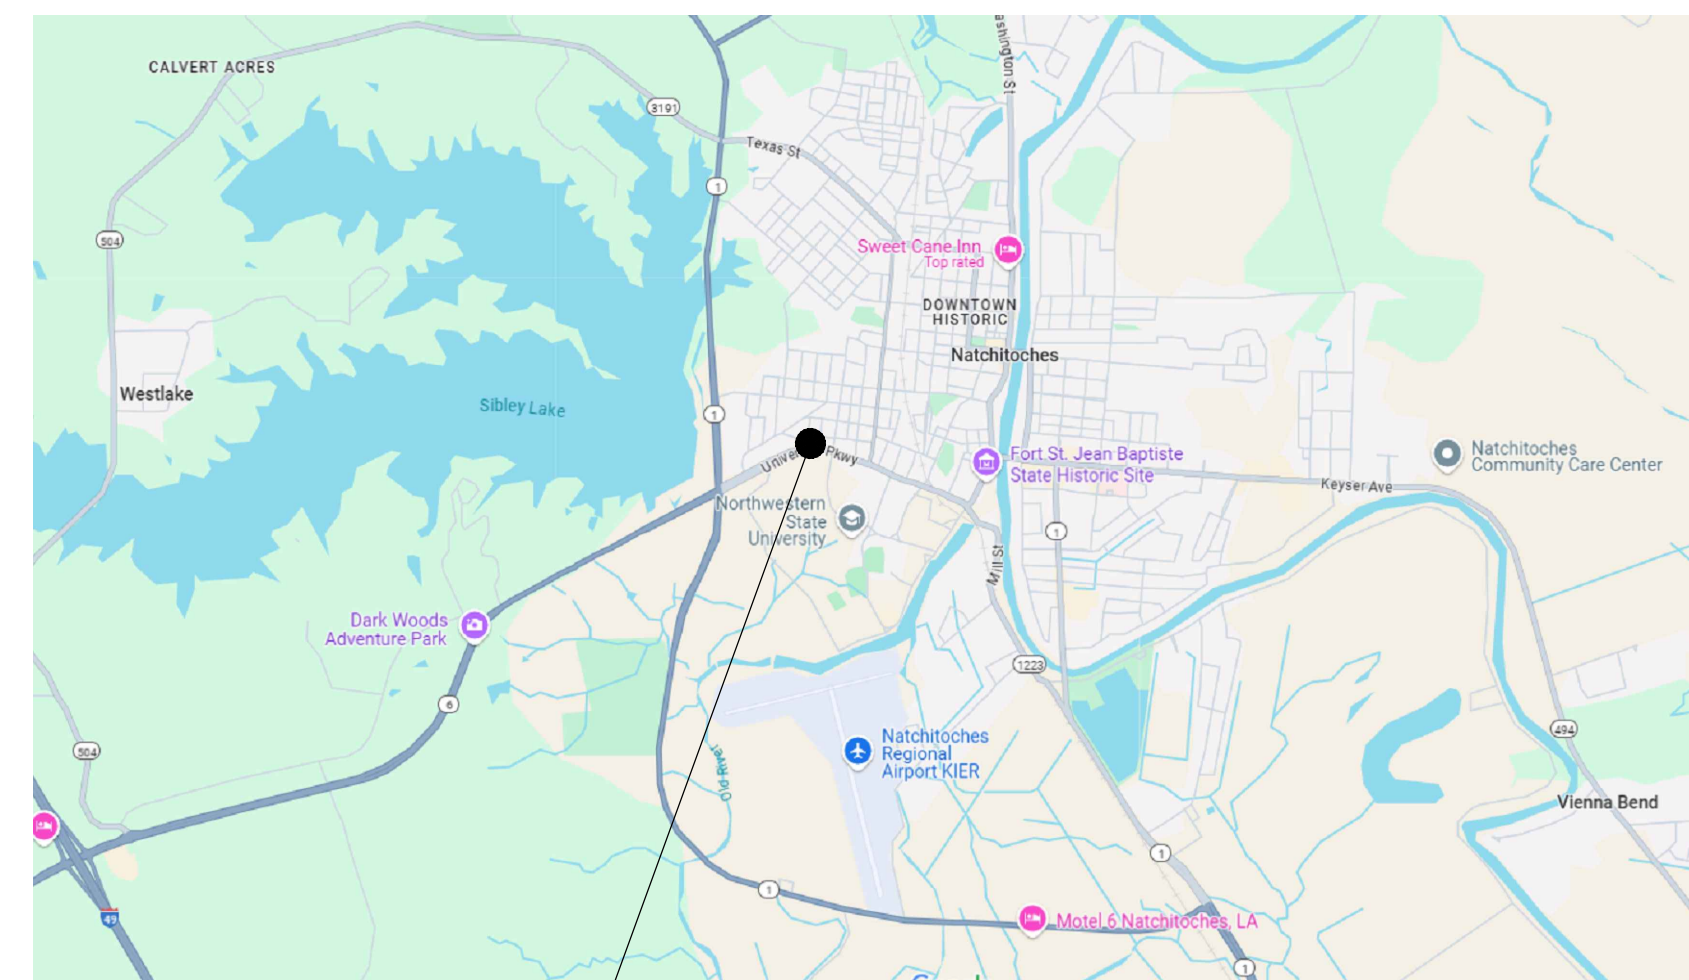 CALVERT ACRES
3191
Washington St
Texas St
1
504
Sweet Cane Inn
Top rated
DOWNTOWN
HISTORIC
Natchitoches
Westlake
Sibley Lake
1
Pkwy
Fort St. Jean Baptiste
State Historic Site
Natchitoches
Community Care Center
Keyser Ave
Northwestern
State
University
1
Mill St
Dark Woods
Adventure Park
1223
6
504
Old River
Natchitoches
Regional
Airport KIER
494
Vienna Bend
1
1
49
Motel 6 Natchitoches, LA
1